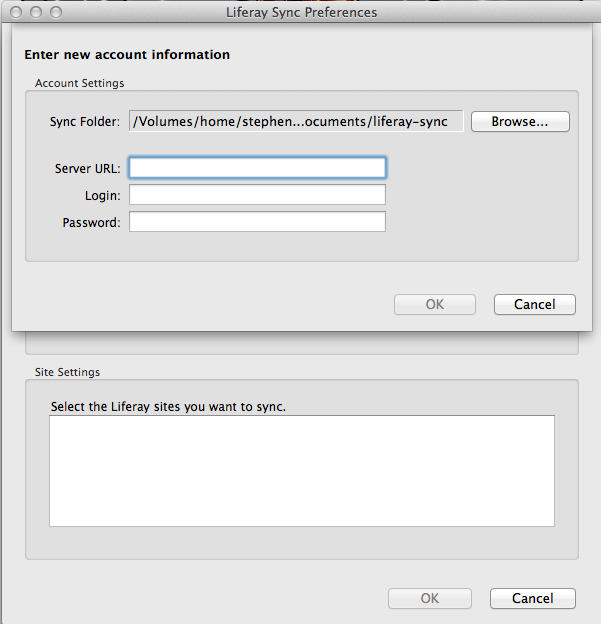 Liferay Sync Preferences
Enter new account information
Account Settings
Sync Folder: /Volumes/home/stephen...ocuments/liferay-sync Browse...
Server URL:
Login:
Password:
OK Cancel
Site Settings
Select the Liferay sites you want to sync.
OK Cancel